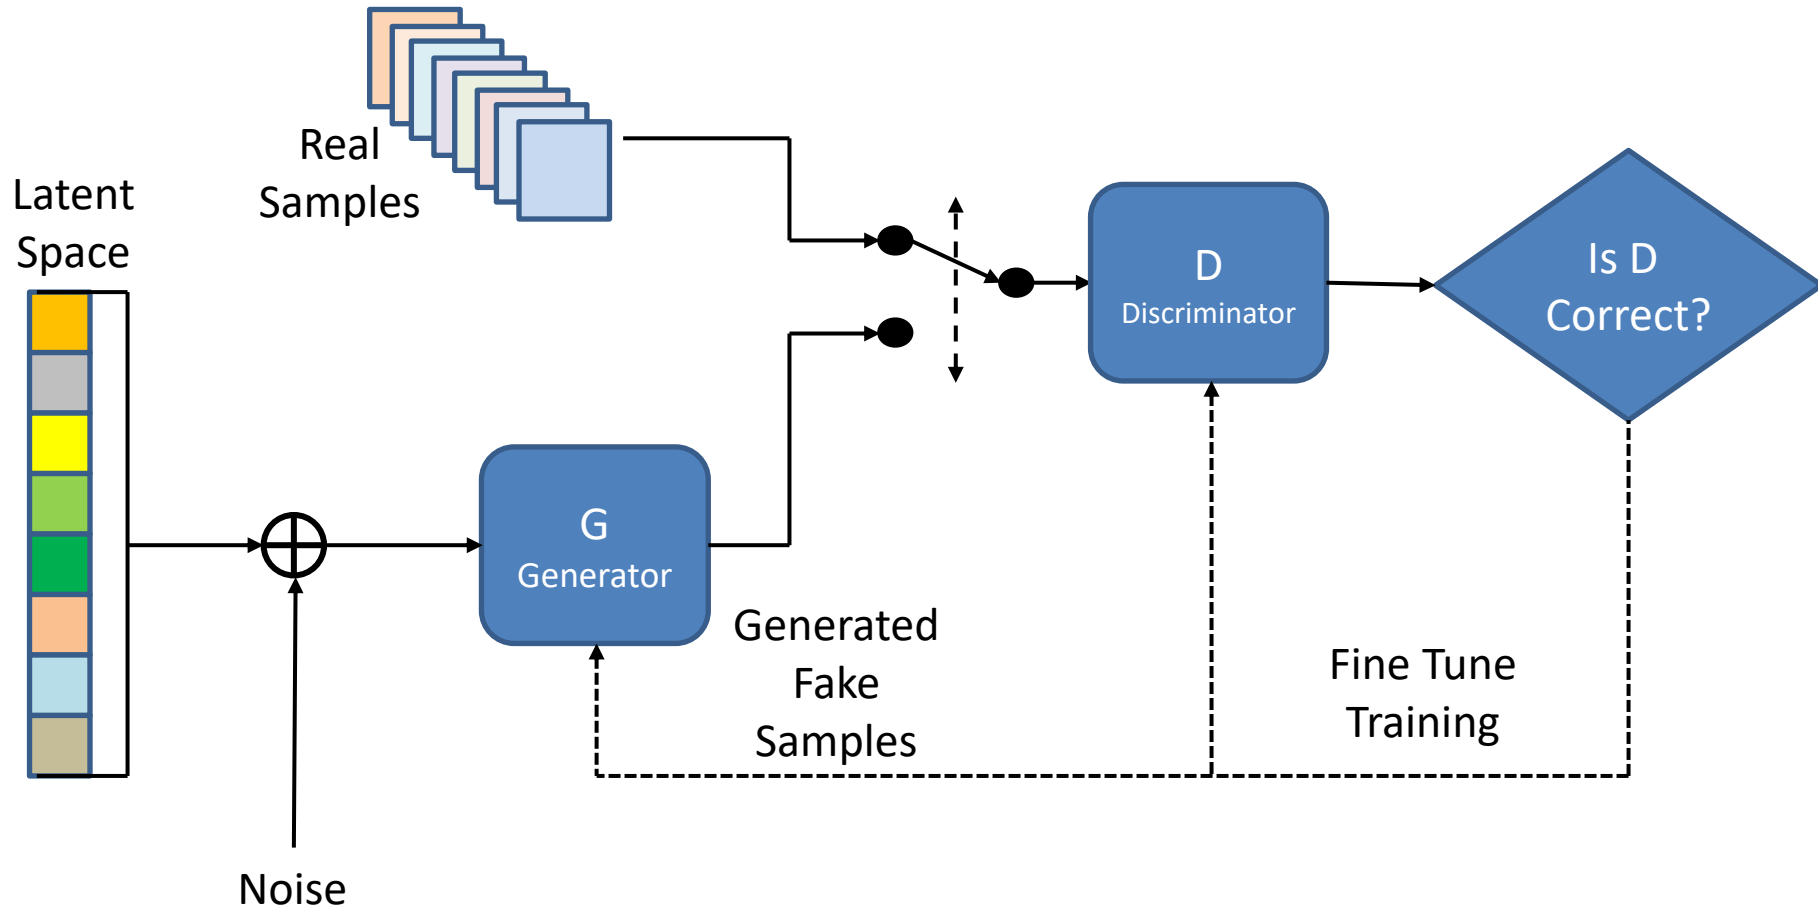 Real
Samples
Latent
Space
D
Discriminator
Is D
Correct?
G
Generator
Generated
Fake
Samples
Fine Tune
Training
Noise